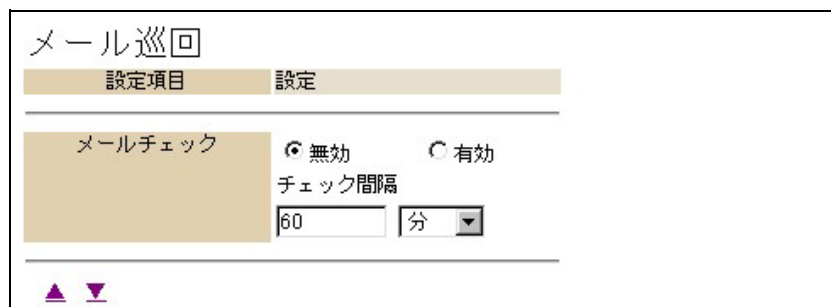 メール巡回
設定項目 設定
メールチェック 無効 有効
チェック間隔
60 分